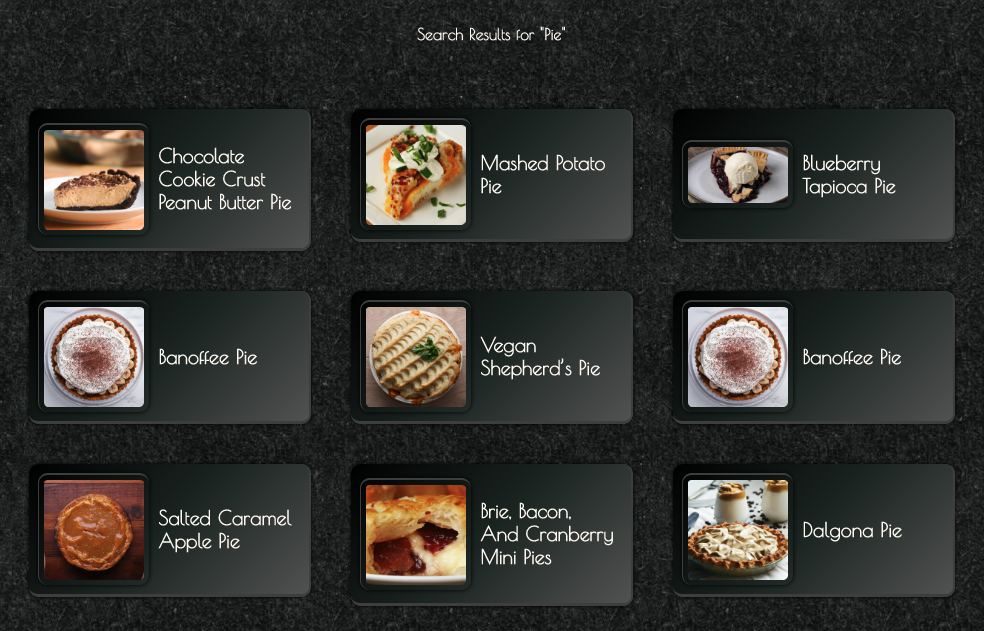 Search Results for "Pie"
Chocolate
Cookie Crust
Peanut Butter Pie
Mashed Potato
Pie
Blueberry
Tapioca Pie
Banoffee Pie
Vegan
Shepherd's Pie
Banoffee Pie
Salted Caramel
Apple Pie
Brie, Bacon,
And Cranberry
Mini Pies
Dalgona Pie